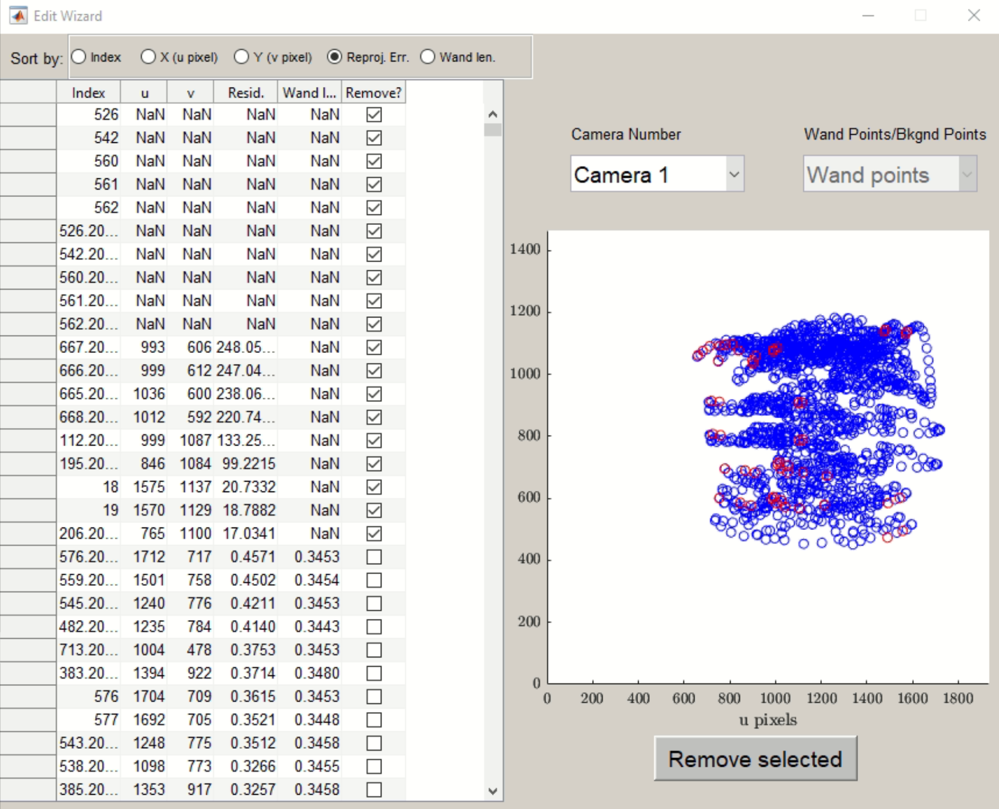 Edit Wizard
Sort by: Index X (u pixel) Y (v pixel) Reproj. Err. Wand len.
Index u v Resid. Wand l... Remove?
526 NaN NaN NaN NaN
542 NaN NaN NaN NaN
560 NaN NaN NaN NaN
561 NaN NaN NaN NaN
562 NaN NaN NaN NaN
526.20... NaN NaN NaN NaN
542.20... NaN NaN NaN NaN
560.20... NaN NaN NaN NaN
561.20... NaN NaN NaN NaN
562.20... NaN NaN NaN NaN
667.20... 993 606 248.05... NaN
666.20... 999 612 247.04... NaN
665.20... 1036 600 238.06... NaN
668.20... 1012 592 220.74... NaN
112.20... 999 1087 133.25... NaN
195.20... 846 1084 99.2215 NaN
18 1575 1137 20.7332 NaN
19 1570 1129 18.7882 NaN
206.20... 765 1100 17.0341 NaN
576.20... 1712 717 0.4571 0.3453
559.20... 1501 758 0.4502 0.3454
545.20... 1240 776 0.4211 0.3453
482.20... 1235 784 0.4140 0.3443
713.20... 1004 478 0.3753 0.3453
383.20... 1394 922 0.3714 0.3480
576 1704 709 0.3615 0.3453
577 1692 705 0.3521 0.3448
543.20... 1248 775 0.3512 0.3458
538.20... 1098 773 0.3266 0.3455
385.20... 1353 917 0.3257 0.3458
Camera Number
Camera 1
Wand Points/Bkgnd Points
Wand points
1400
1200
1000
800
600
400
200
0
0 200 400 600 800 1000 1200 1400 1600 1800
u pixels
Remove selected